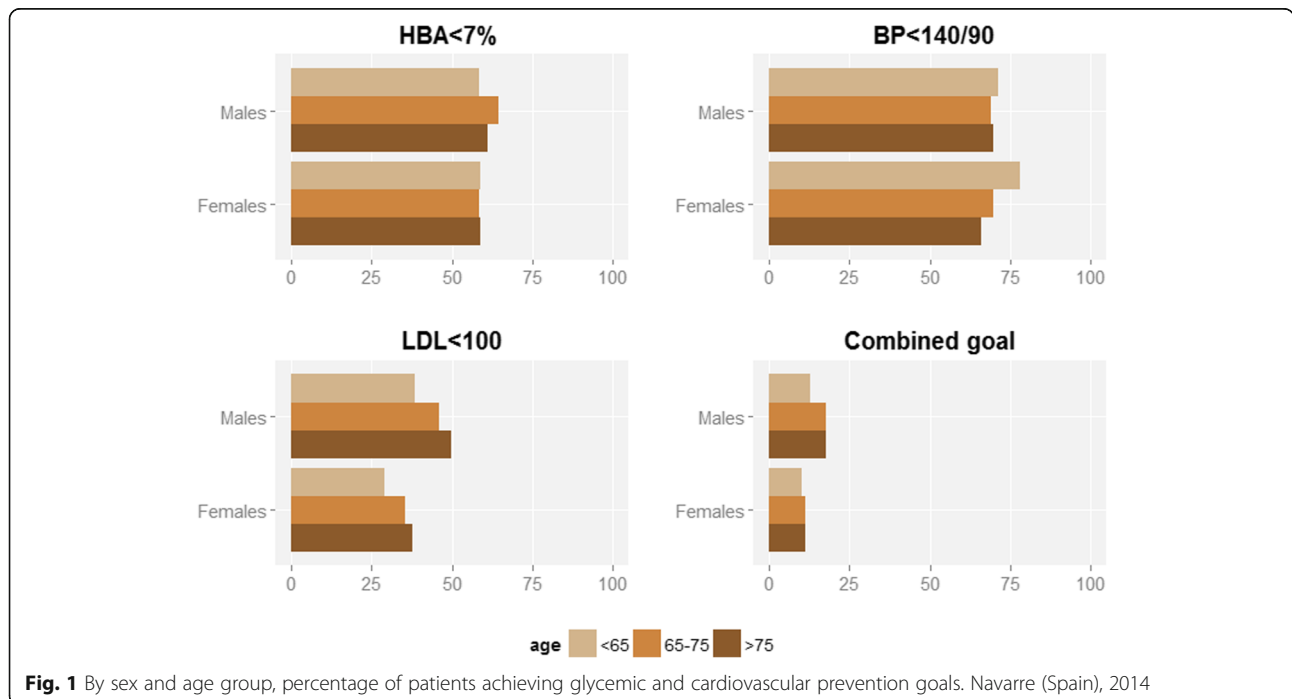 HBA<7%
BP<140/90
Males
Females
0 25 50 75 100
Males
Females
0 25 50 75 100
LDL<100
Combined goal
Males
Females
0 25 50 75 100
Males
Females
0 25 50 75 100
age <65 65-75 >75
Fig. 1 By sex and age group, percentage of patients achieving glycemic and cardiovascular prevention goals. Navarre (Spain), 2014